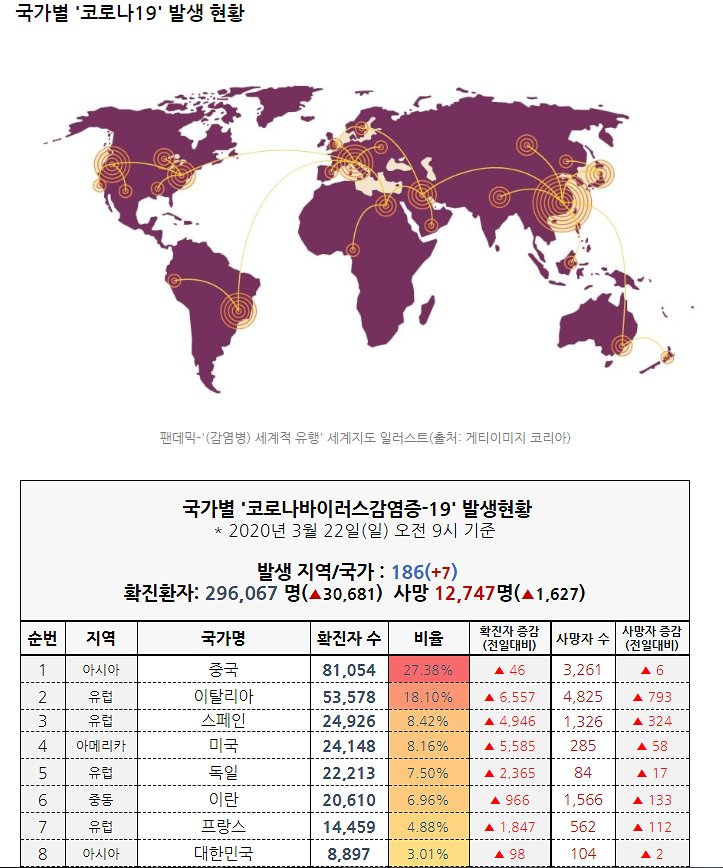 국가별 '코로나19' 발생 현황
팬데믹-'(감염병) 세계적 유행' 세계지도 일러스트(출처: 게티이미지 코리아)
국가별 '코로나바이러스감염증-19' 발생현황
* 2020년 3월 22일(일) 오전 9시 기준
발생 지역/국가 : 186(+7)
확진환자: 296,067 명(▲30,681) 사망 12,747명(▲1,627)
순번 지역 국가명 확진자 수 비율 확진자 증감 (전일대비) 사망자 수 사망자 증감 (전일대비)
1 아시아 중국 81,054 27.38% ▲ 46 3,261 ▲ 6
2 유럽 이탈리아 53,578 18.10% ▲ 6,557 4,825 ▲ 793
3 유럽 스페인 24,926 8.42% ▲ 4,946 1,326 ▲ 324
4 아메리카 미국 24,148 8.16% ▲ 5,585 285 ▲ 58
5 유럽 독일 22,213 7.50% ▲ 2,365 84 ▲ 17
6 중동 이란 20,610 6.96% ▲ 966 1,566 ▲ 133
7 유럽 프랑스 14,459 4.88% ▲ 1,847 562 ▲ 112
8 아시아 대한민국 8,897 3.01% ▲ 98 104 ▲ 2